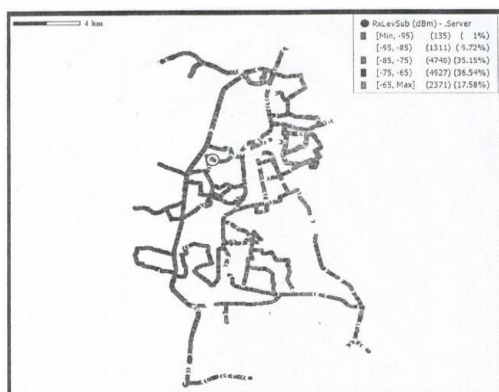 4 km
RxLevSub (dBm) - .Server
[Min, -95) (135) ( 1%)
[-95, -85) (1311) ( 9.72%)
[-85, -75) (4740) (35.15%)
[-75, -65) (4927) (36.54%)
[-65, Max] (2371) (17.58%)